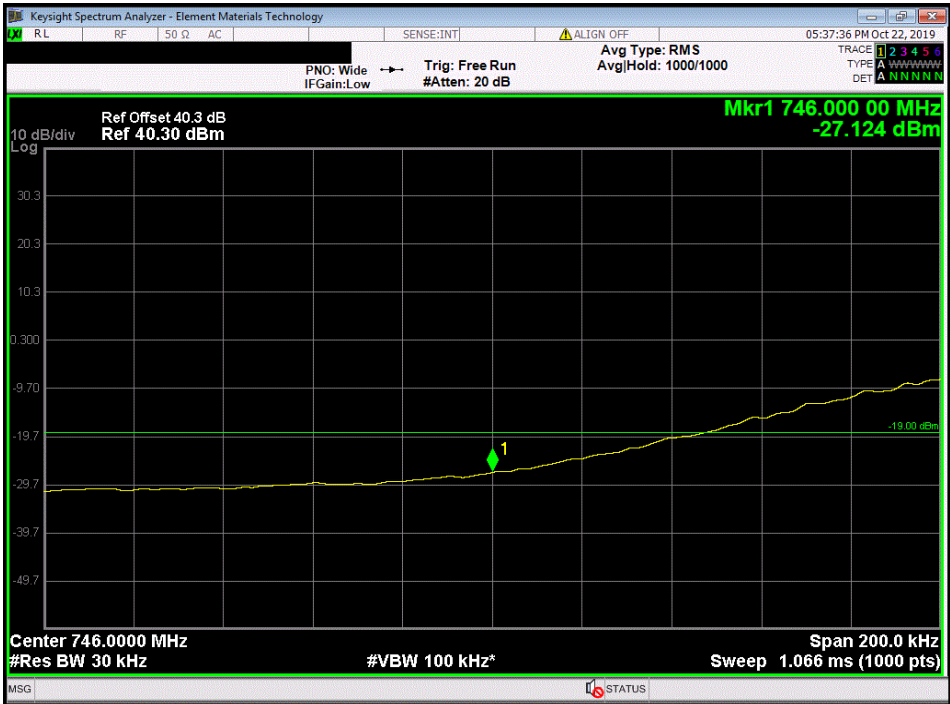 Keysight Spectrum Analyzer - Element Materials Technology
LXI RL RF 50 Ω AC SENSE:INT ALIGN OFF 05:37:36 PM Oct 22, 2019
PNO: Wide Trig: Free Run Avg Type: RMS TRACE 1 2 3 4 5 6
IFGain:Low #Atten: 20 dB Avg|Hold: 1000/1000 TYPE A WWWWW
DET A N N N N N
Mkr1 746.000 00 MHz
-27.124 dBm
Ref Offset 40.3 dB
10 dB/div Ref 40.30 dBm
Log
30.3
20.3
10.3
0.300
-9.70
-19.00 dBm
-19.7
1
-29.7
-39.7
-49.7
Center 746.0000 MHz Span 200.0 kHz
#Res BW 30 kHz #VBW 100 kHz* Sweep 1.066 ms (1000 pts)
MSG STATUS